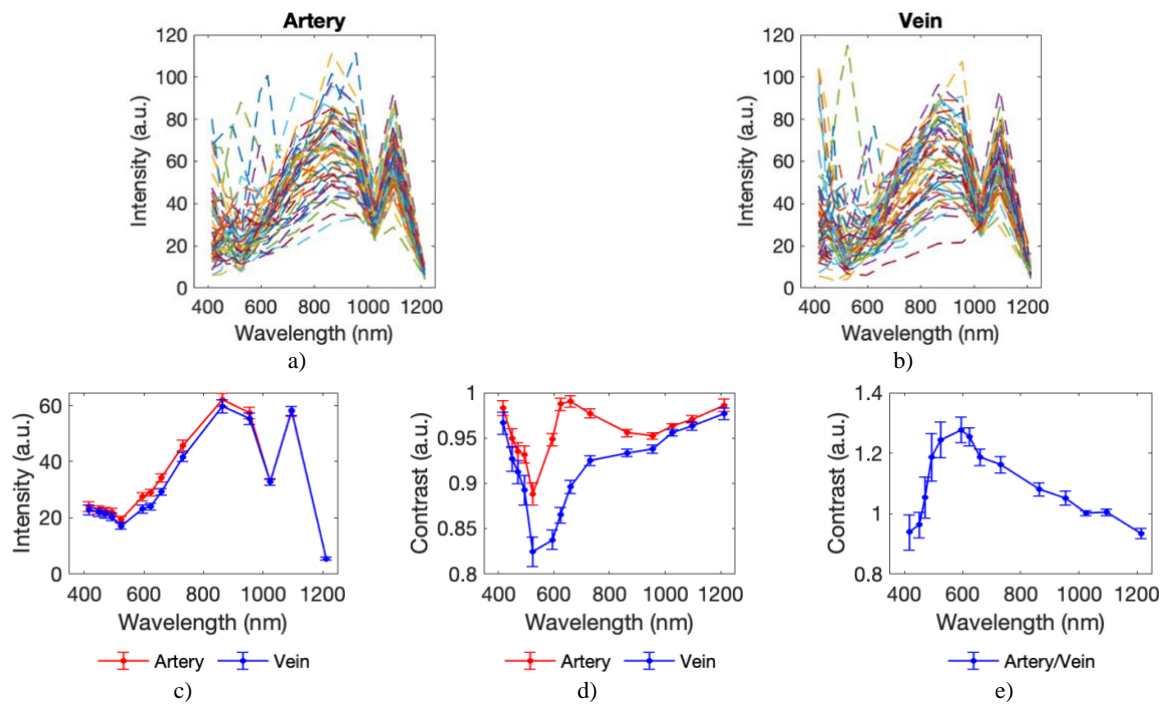 Artery
120
100
80
60
40
20
0
Intensity (a.u.)
400 600 800 1000 1200
Wavelength (nm)
a)
Vein
120
100
80
60
40
20
0
Intensity (a.u.)
400 600 800 1000 1200
Wavelength (nm)
b)
60
40
20
0
Intensity (a.u.)
400 600 800 1000 1200
Wavelength (nm)
Artery Vein
c)
1
0.95
0.9
0.85
0.8
Contrast (a.u.)
400 600 800 1000 1200
Wavelength (nm)
Artery Vein
d)
1.4
1.2
1
0.8
Contrast (a.u.)
400 600 800 1000 1200
Wavelength (nm)
Artery/Vein
e)